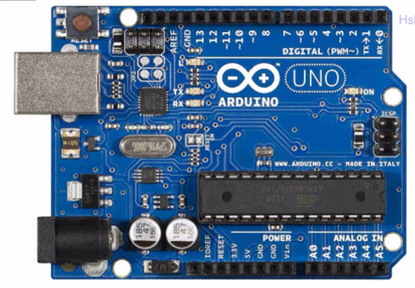 RESET
AREF
GND
13
12
~11
~10
~9
8
7
~6
~5
4
~3
2
TX→1
RX←0
DIGITAL (PWM~)
TX
RX
ARDUINO
UNO
ON
ICSP
WWW.ARDUINO.CC - MADE IN ITALY
IOREF
RESET
3.3V
5V
GND
GND
Vin
POWER
ANALOG IN
A0
A1
A2
A3
A4
A5